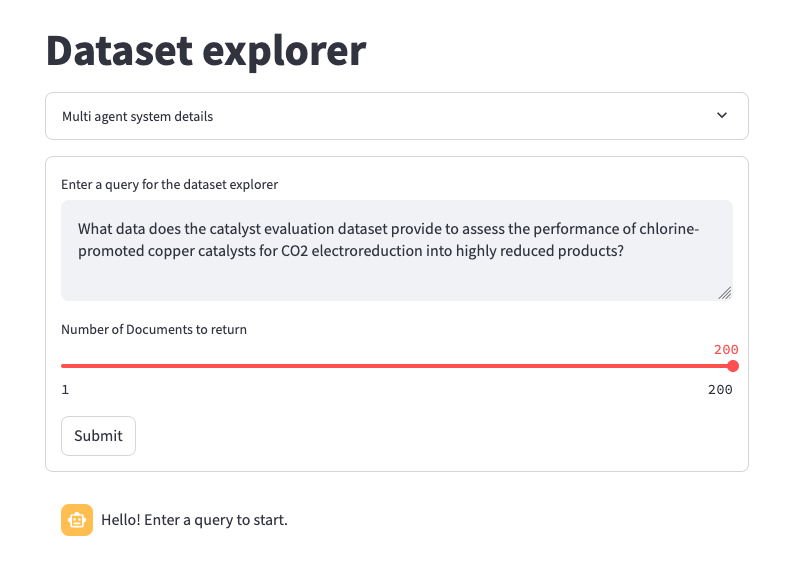 Dataset explorer
Multi agent system details
Enter a query for the dataset explorer
What data does the catalyst evaluation dataset provide to assess the performance of chlorine-
promoted copper catalysts for CO2 electroreduction into highly reduced products?
Number of Documents to return
200
1 200
Submit
Hello! Enter a query to start.